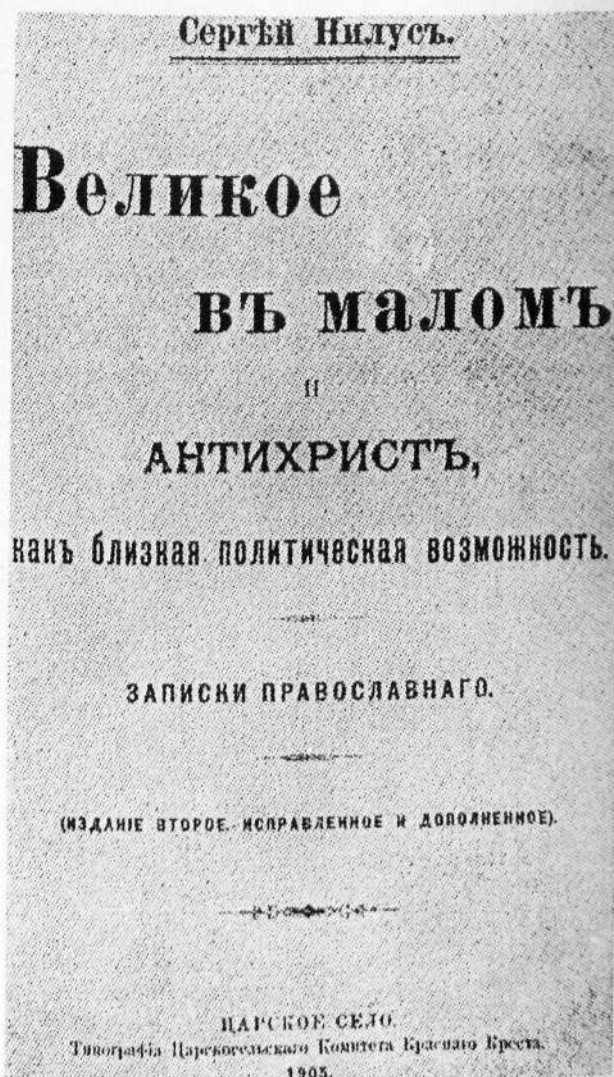 Сергѣй Нилусъ.
Великое
въ маломъ
и
АНТИХРИСТЪ,
какъ близкая политическая возможность.
ЗАПИСКИ ПРАВОСЛАВНАГО.
(ИЗДАНІЕ ВТОРОЕ, ИСПРАВЛЕННОЕ И ДОПОЛНЕННОЕ).
ЦАРСКОЕ СЕЛО.
Типографія Царскосельскаго Комитета Краснаго Креста.
1905.